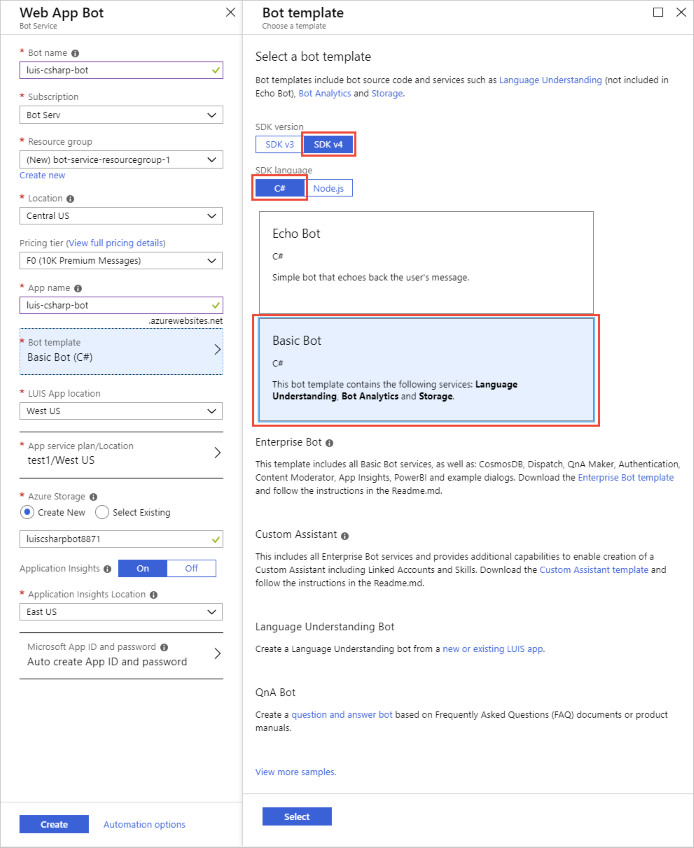 Web App Bot
Bot Service
* Bot name
luis-csharp-bot
* Subscription
Bot Serv
* Resource group
(New) bot-service-resourcegroup-1
Create new
* Location
Central US
Pricing tier (View full pricing details)
F0 (10K Premium Messages)
* App name
luis-csharp-bot
.azurewebsites.net
* Bot template
Basic Bot (C#)
* LUIS App location
West US
* App service plan/Location
test1/West US
* Azure Storage
Create New Select Existing
luiscsharpbot8871
Application Insights On Off
* Application Insights Location
East US
Microsoft App ID and password
Auto create App ID and password
Create Automation options
Bot template
Choose a template
Select a bot template
Bot templates include bot source code and services such as Language Understanding (not included in
Echo Bot), Bot Analytics and Storage.
SDK version
SDK v3 SDK v4
SDK language
C# Node.js
Echo Bot
C#
Simple bot that echoes back the user's message.
Basic Bot
C#
This bot template contains the following services: Language
Understanding, Bot Analytics and Storage.
Enterprise Bot
This template includes all Basic Bot services, as well as: CosmosDB, Dispatch, QnA Maker, Authentication,
Content Moderator, App Insights, PowerBI and example dialogs. Download the Enterprise Bot template
and follow the instructions in the Readme.md.
Custom Assistant
This includes all Enterprise Bot services and provides additional capabilities to enable creation of a
Custom Assistant including Linked Accounts and Skills. Download the Custom Assistant template and
follow the instructions in the Readme.md.
Language Understanding Bot
Create a Language Understanding bot from a new or existing LUIS app.
QnA Bot
Create a question and answer bot based on Frequently Asked Questions (FAQ) documents or product
manuals.
View more samples.
Select